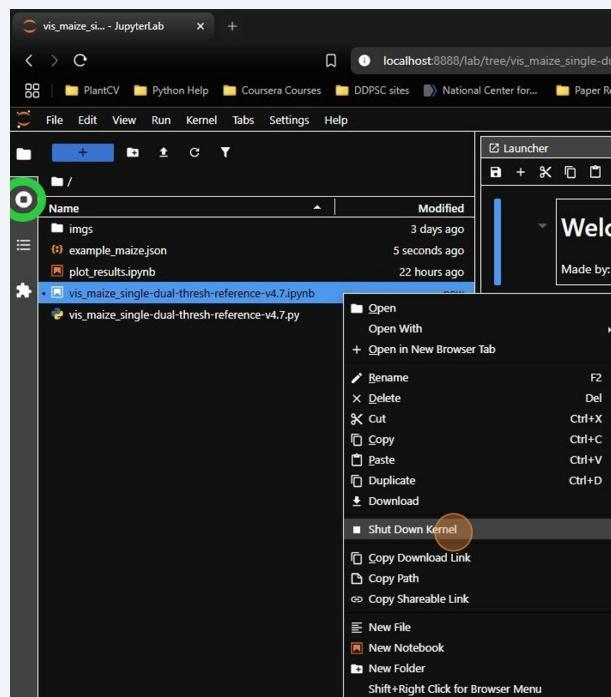 vis_maize_si... - JupyterLab
localhost:8888/lab/tree/vis_maize_single-du
PlantCV Python Help Coursera Courses DDPSC sites National Center for... Paper Re
File Edit View Run Kernel Tabs Settings Help
Launcher
/
Name Modified
imgs 3 days ago
example_maize.json 5 seconds ago
plot_results.ipynb 22 hours ago
vis_maize_single-dual-thresh-reference-v4.7.ipynb
vis_maize_single-dual-thresh-reference-v4.7.py
Welc
Made by:
Open
Open With
Open in New Browser Tab
Rename F2
Delete Del
Cut Ctrl+X
Copy Ctrl+C
Paste Ctrl+V
Duplicate Ctrl+D
Download
Shut Down Kernel
Copy Download Link
Copy Path
Copy Shareable Link
New File
New Notebook
New Folder
Shift+Right Click for Browser Menu